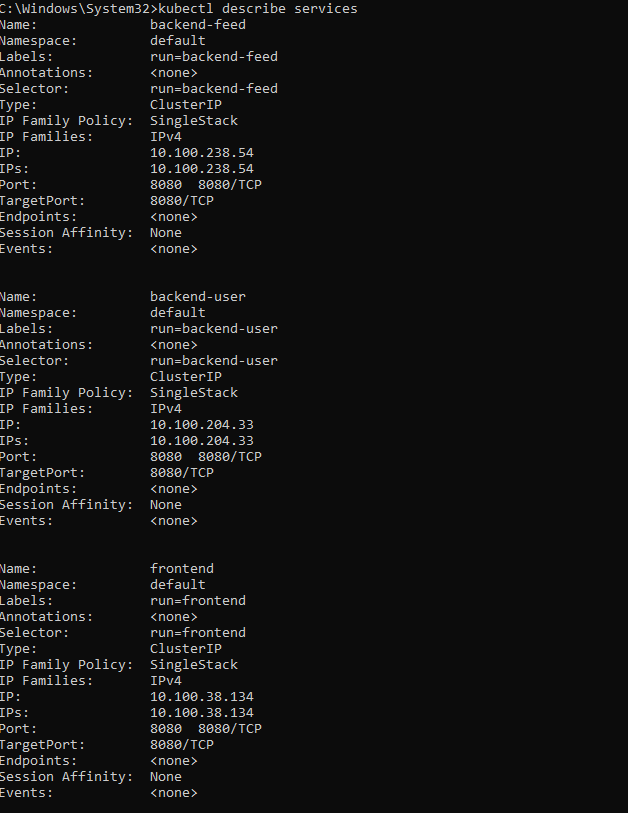 C:\Windows\System32>kubectl describe services
Name: backend-feed
Namespace: default
Labels: run=backend-feed
Annotations: <none>
Selector: run=backend-feed
Type: ClusterIP
IP Family Policy: SingleStack
IP Families: IPv4
IP: 10.100.238.54
IPs: 10.100.238.54
Port: 8080 8080/TCP
TargetPort: 8080/TCP
Endpoints: <none>
Session Affinity: None
Events: <none>
Name: backend-user
Namespace: default
Labels: run=backend-user
Annotations: <none>
Selector: run=backend-user
Type: ClusterIP
IP Family Policy: SingleStack
IP Families: IPv4
IP: 10.100.204.33
IPs: 10.100.204.33
Port: 8080 8080/TCP
TargetPort: 8080/TCP
Endpoints: <none>
Session Affinity: None
Events: <none>
Name: frontend
Namespace: default
Labels: run=frontend
Annotations: <none>
Selector: run=frontend
Type: ClusterIP
IP Family Policy: SingleStack
IP Families: IPv4
IP: 10.100.38.134
IPs: 10.100.38.134
Port: 8080 8080/TCP
TargetPort: 8080/TCP
Endpoints: <none>
Session Affinity: None
Events: <none>